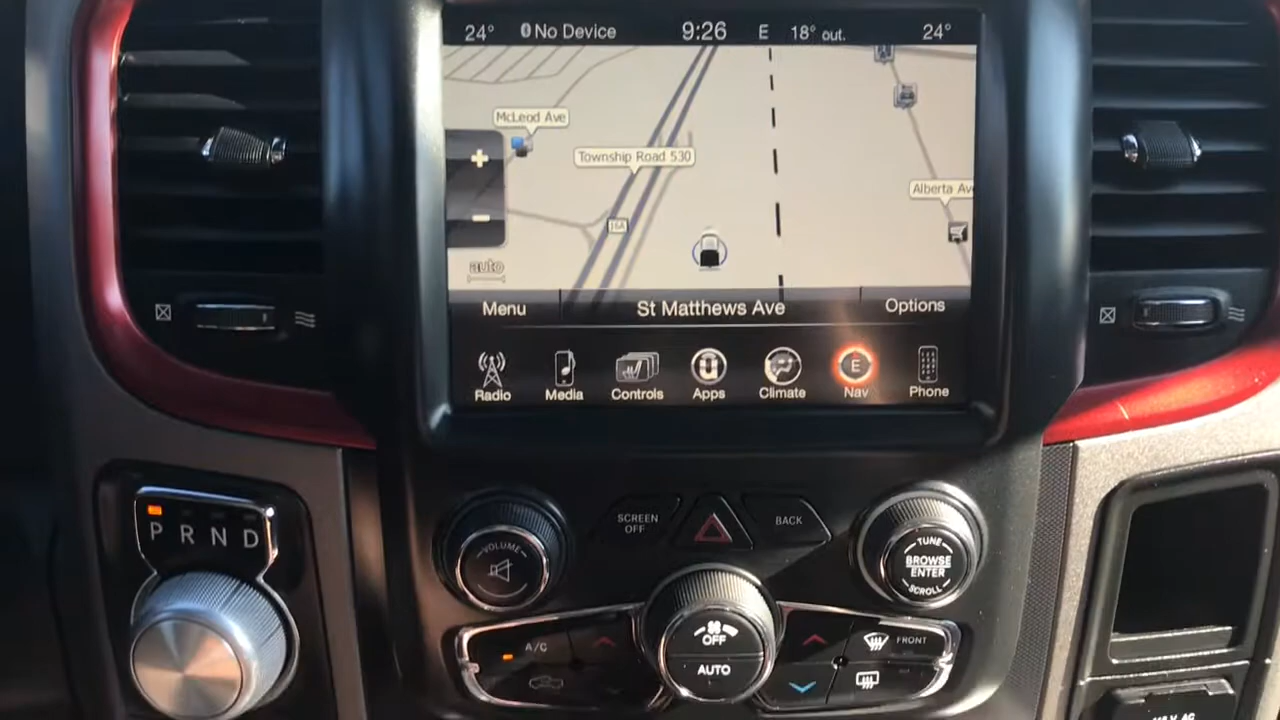 24° No Device 9:26 E 18° out. 24°
McLeod Ave
Township Road 530
16A
Alberta Av
auto
Menu St Matthews Ave Options
E
Radio Media Controls Apps Climate Nav Phone
P R N D
VOLUME
SCREEN OFF
BACK
TUNE
BROWSE
ENTER
SCROLL
A/C
OFF
AUTO
FRONT